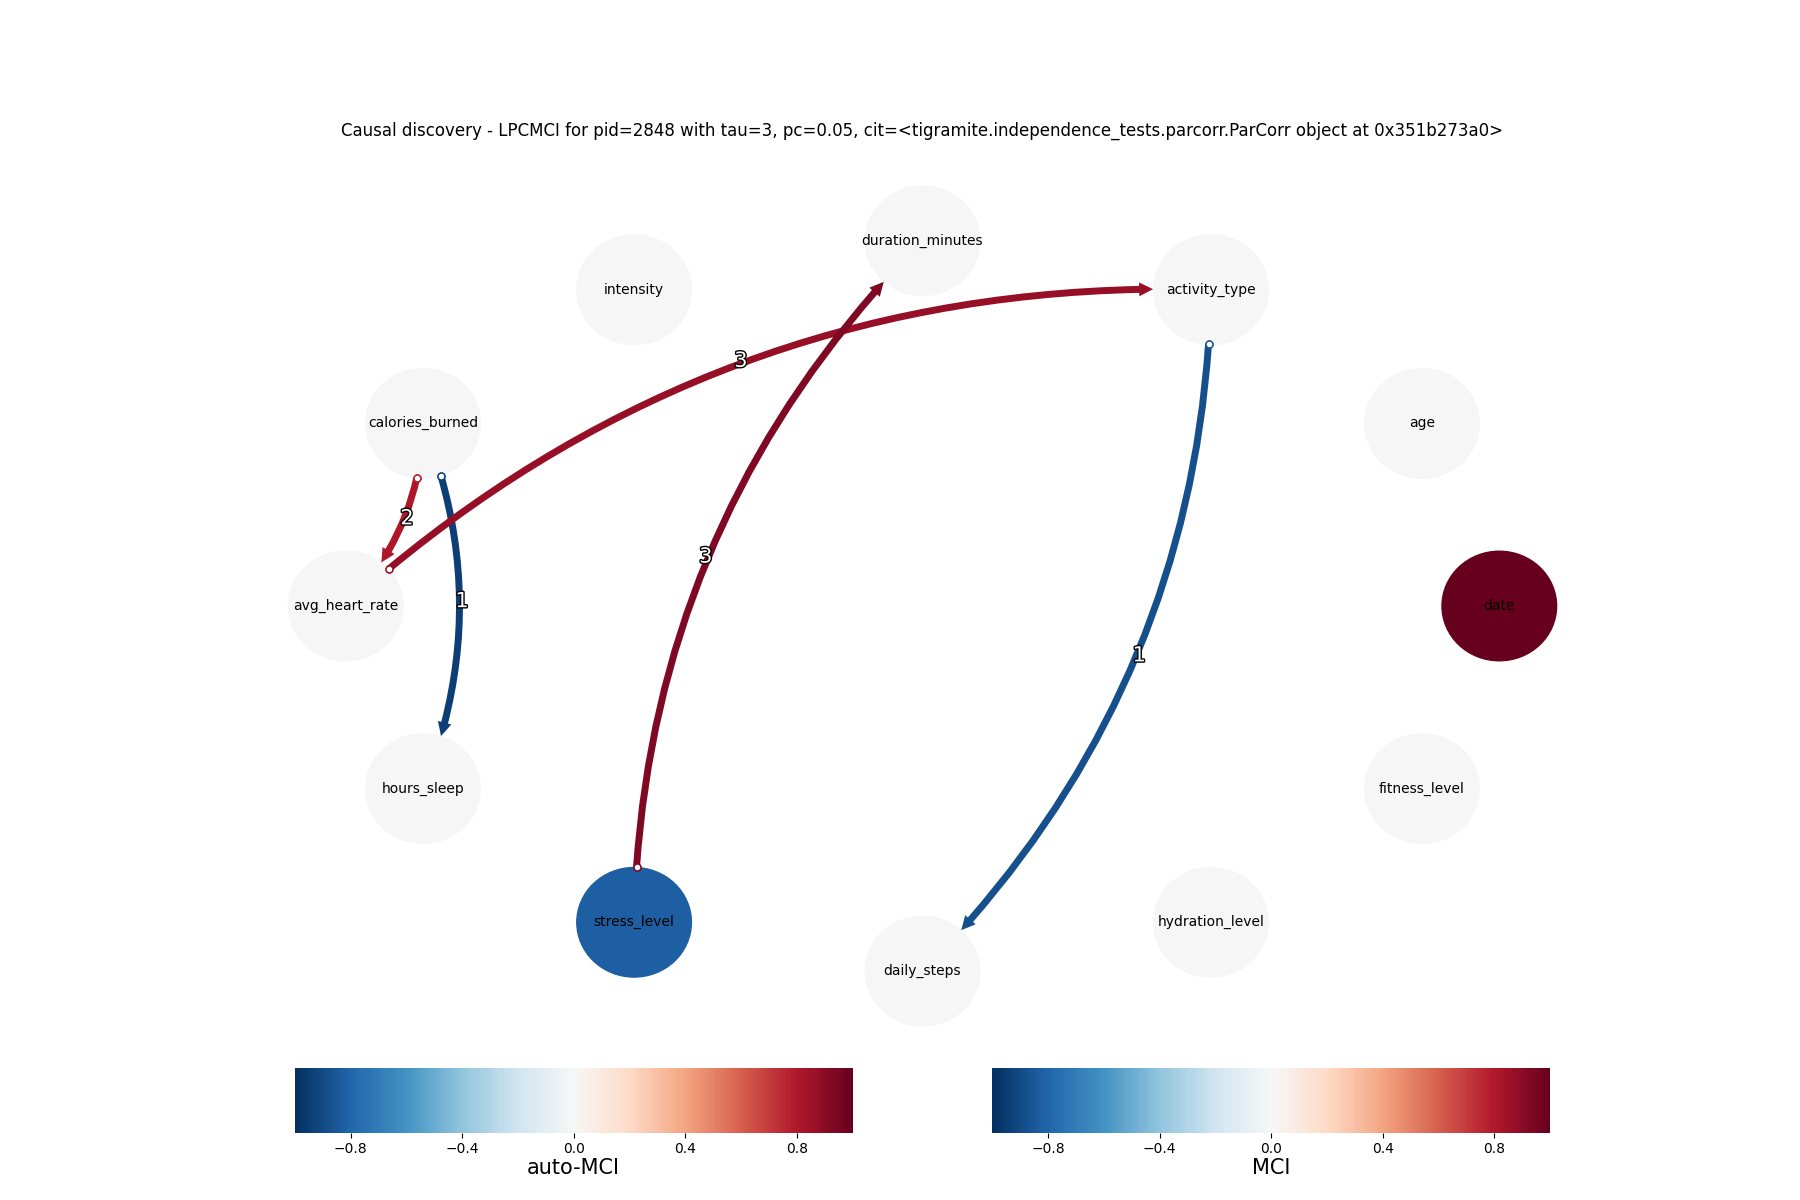 Causal discovery - LPCMCI for pid=2848 with tau=3, pc=0.05, cit=<tigramite.independence_tests.parcorr.ParCorr object at 0x351b273a0>
duration_minutes
intensity
activity_type
3
calories_burned
age
2
3
1
avg_heart_rate
date
1
hours_sleep
fitness_level
stress_level
hydration_level
daily_steps
−0.8 −0.4 0.0 0.4 0.8
auto-MCI
−0.8 −0.4 0.0 0.4 0.8
MCI